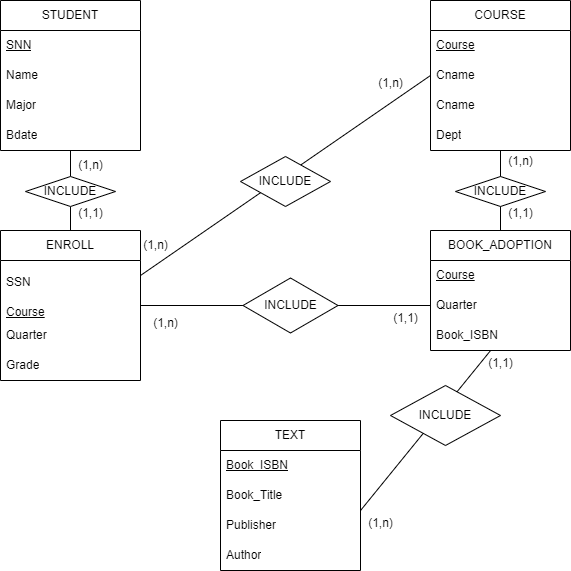 STUDENT
SNN
Name
Major
Bdate
COURSE
Course
Cname
Cname
Dept
(1,n)
INCLUDE
(1,1)
(1,n)
INCLUDE
(1,n)
(1,n)
INCLUDE
(1,1)
ENROLL
SSN
Course
Quarter
Grade
(1,n)
INCLUDE
(1,1)
BOOK_ADOPTION
Course
Quarter
Book_ISBN
(1,1)
INCLUDE
(1,n)
TEXT
Book_ISBN
Book_Title
Publisher
Author